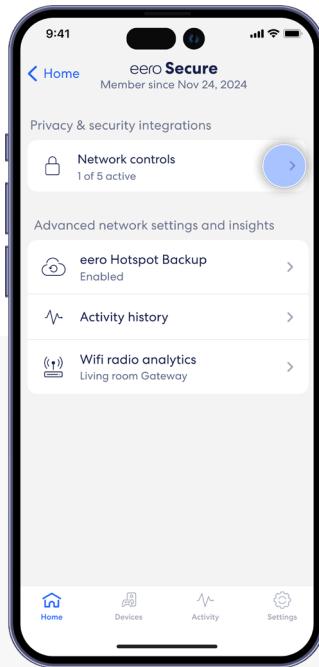 9:41
Home
eero Secure
Member since Nov 24, 2024
Privacy & security integrations
Network controls
1 of 5 active
Advanced network settings and insights
eero Hotspot Backup
Enabled
Activity history
Wifi radio analytics
Living room Gateway
Home
Devices
Activity
Settings